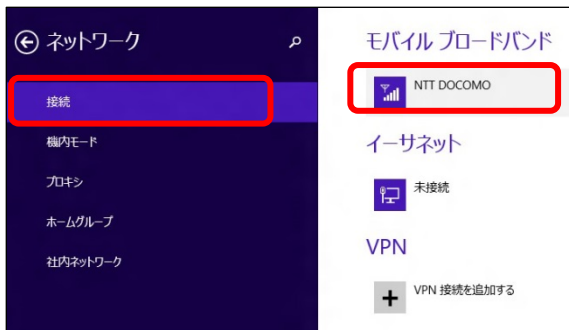 ネットワーク
接続
機内モード
プロキシ
ホームグループ
社内ネットワーク
モバイル ブロードバンド
NTT DOCOMO
イーサネット
未接続
VPN
VPN 接続を追加する